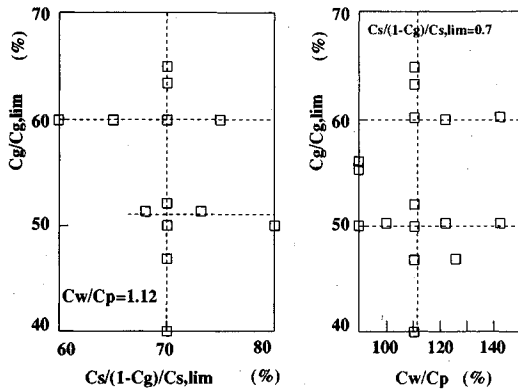 70
60
50
40
Cg/Cg,lim (%)
Cw/Cp=1.12
60 70 80
Cs/(1-Cg)/Cs,lim (%)
70
60
50
40
Cg/Cg,lim (%)
Cs/(1-Cg)/Cs,lim=0.7
100 120 140
Cw/Cp (%)